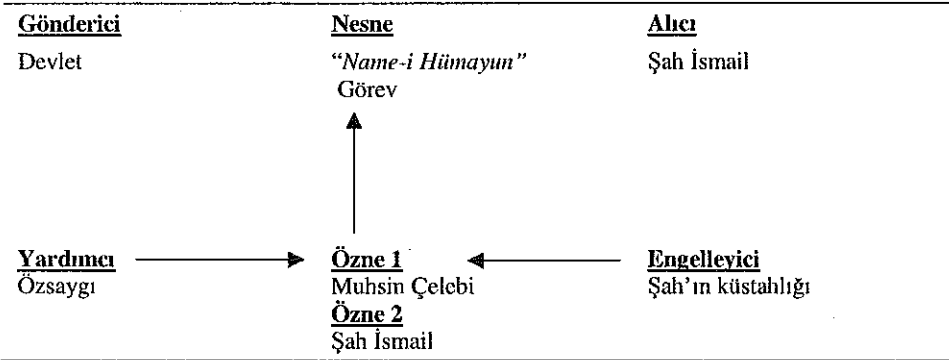 Gönderici Nesne Alıcı
Devlet "Name-i Hümayun" Şah İsmail
Görev
Yardımcı Özne 1 Engelleyici
Özsaygı Muhsin Çelebi Şah'ın küstahlığı
Özne 2
Şah İsmail